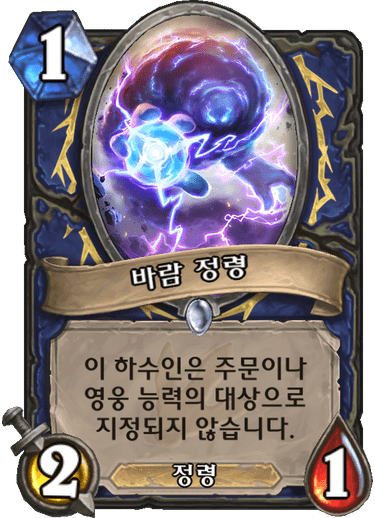 1
바람 정령
이 하수인은 주문이나
영웅 능력의 대상으로
지정되지 않습니다.
2
정령
1